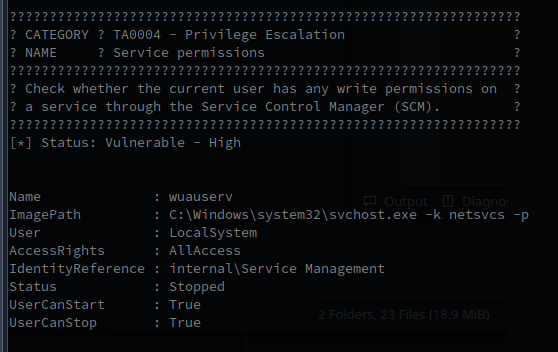 ????????????????????????????????????????????????????????????????
? CATEGORY ? TA0004 - Privilege Escalation ?
? NAME ? Service permissions ?
????????????????????????????????????????????????????????????????
? Check whether the current user has any write permissions on ?
? a service through the Service Control Manager (SCM). ?
????????????????????????????????????????????????????????????????
[*] Status: Vulnerable - High
Output Diagnos
Name : wuauserv
ImagePath : C:\Windows\system32\svchost.exe -k netsvcs -p
User : LocalSystem
AccessRights : AllAccess
IdentityReference : internal\Service Management
Status : Stopped
UserCanStart : True
2 Folders, 23 Files (18.9 MiB)
UserCanStop : True